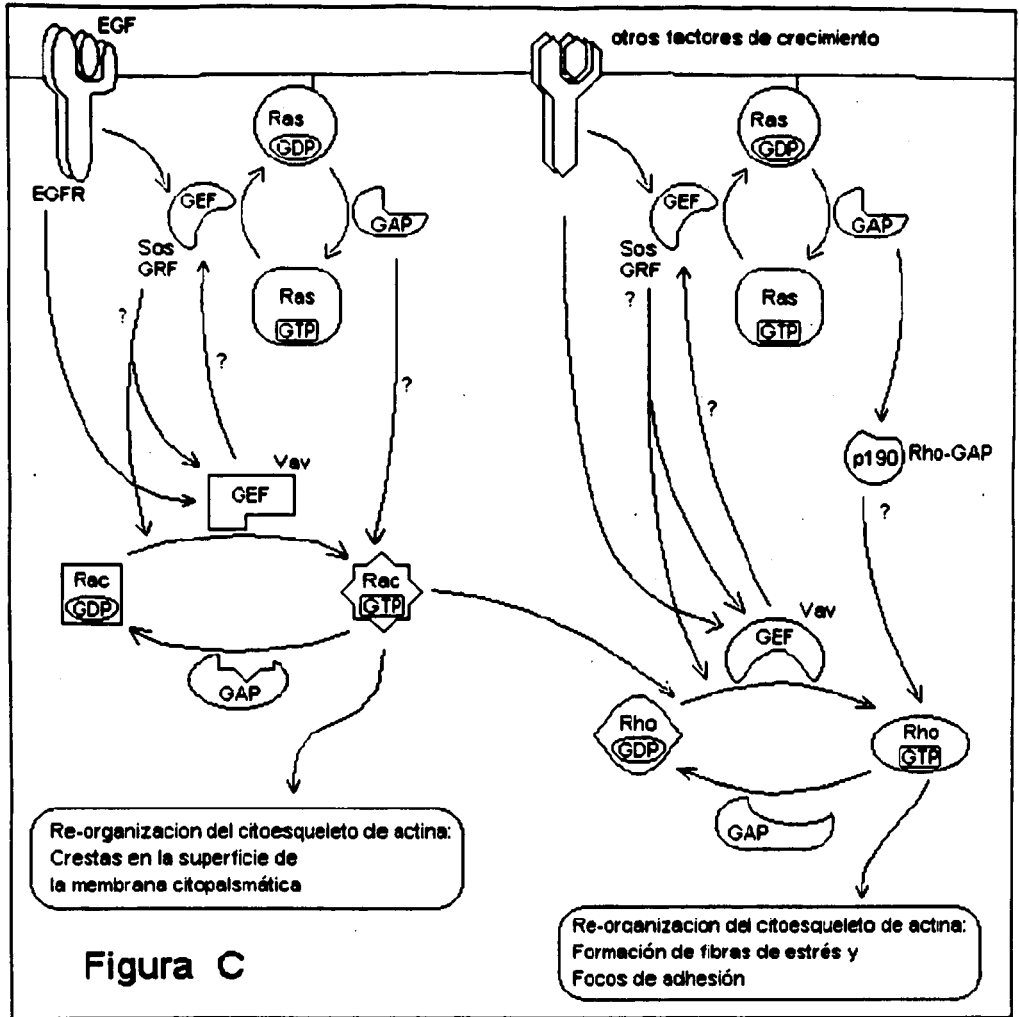 EGF
otros factores de crecimiento
Ras
GDP
Ras
GDP
EGFR
GEF
GAP
GEF
GAP
Sos
GRF
Sos
GRF
?
Ras
GTP
?
Ras
GTP
?
?
?
p190
Rho-GAP
Vav
GEF
?
Rac
GDP
Rac
GTP
Vav
GEF
GAP
Rho
GDP
Rho
GTP
GAP
Re-organizacion del citoesqueleto de actina:
Crestas en la superficie de
la membrana citopalsmática
Re-organizacion del citoesqueleto de actina:
Formación de fibras de estrés y
Focos de adhesión
Figura C